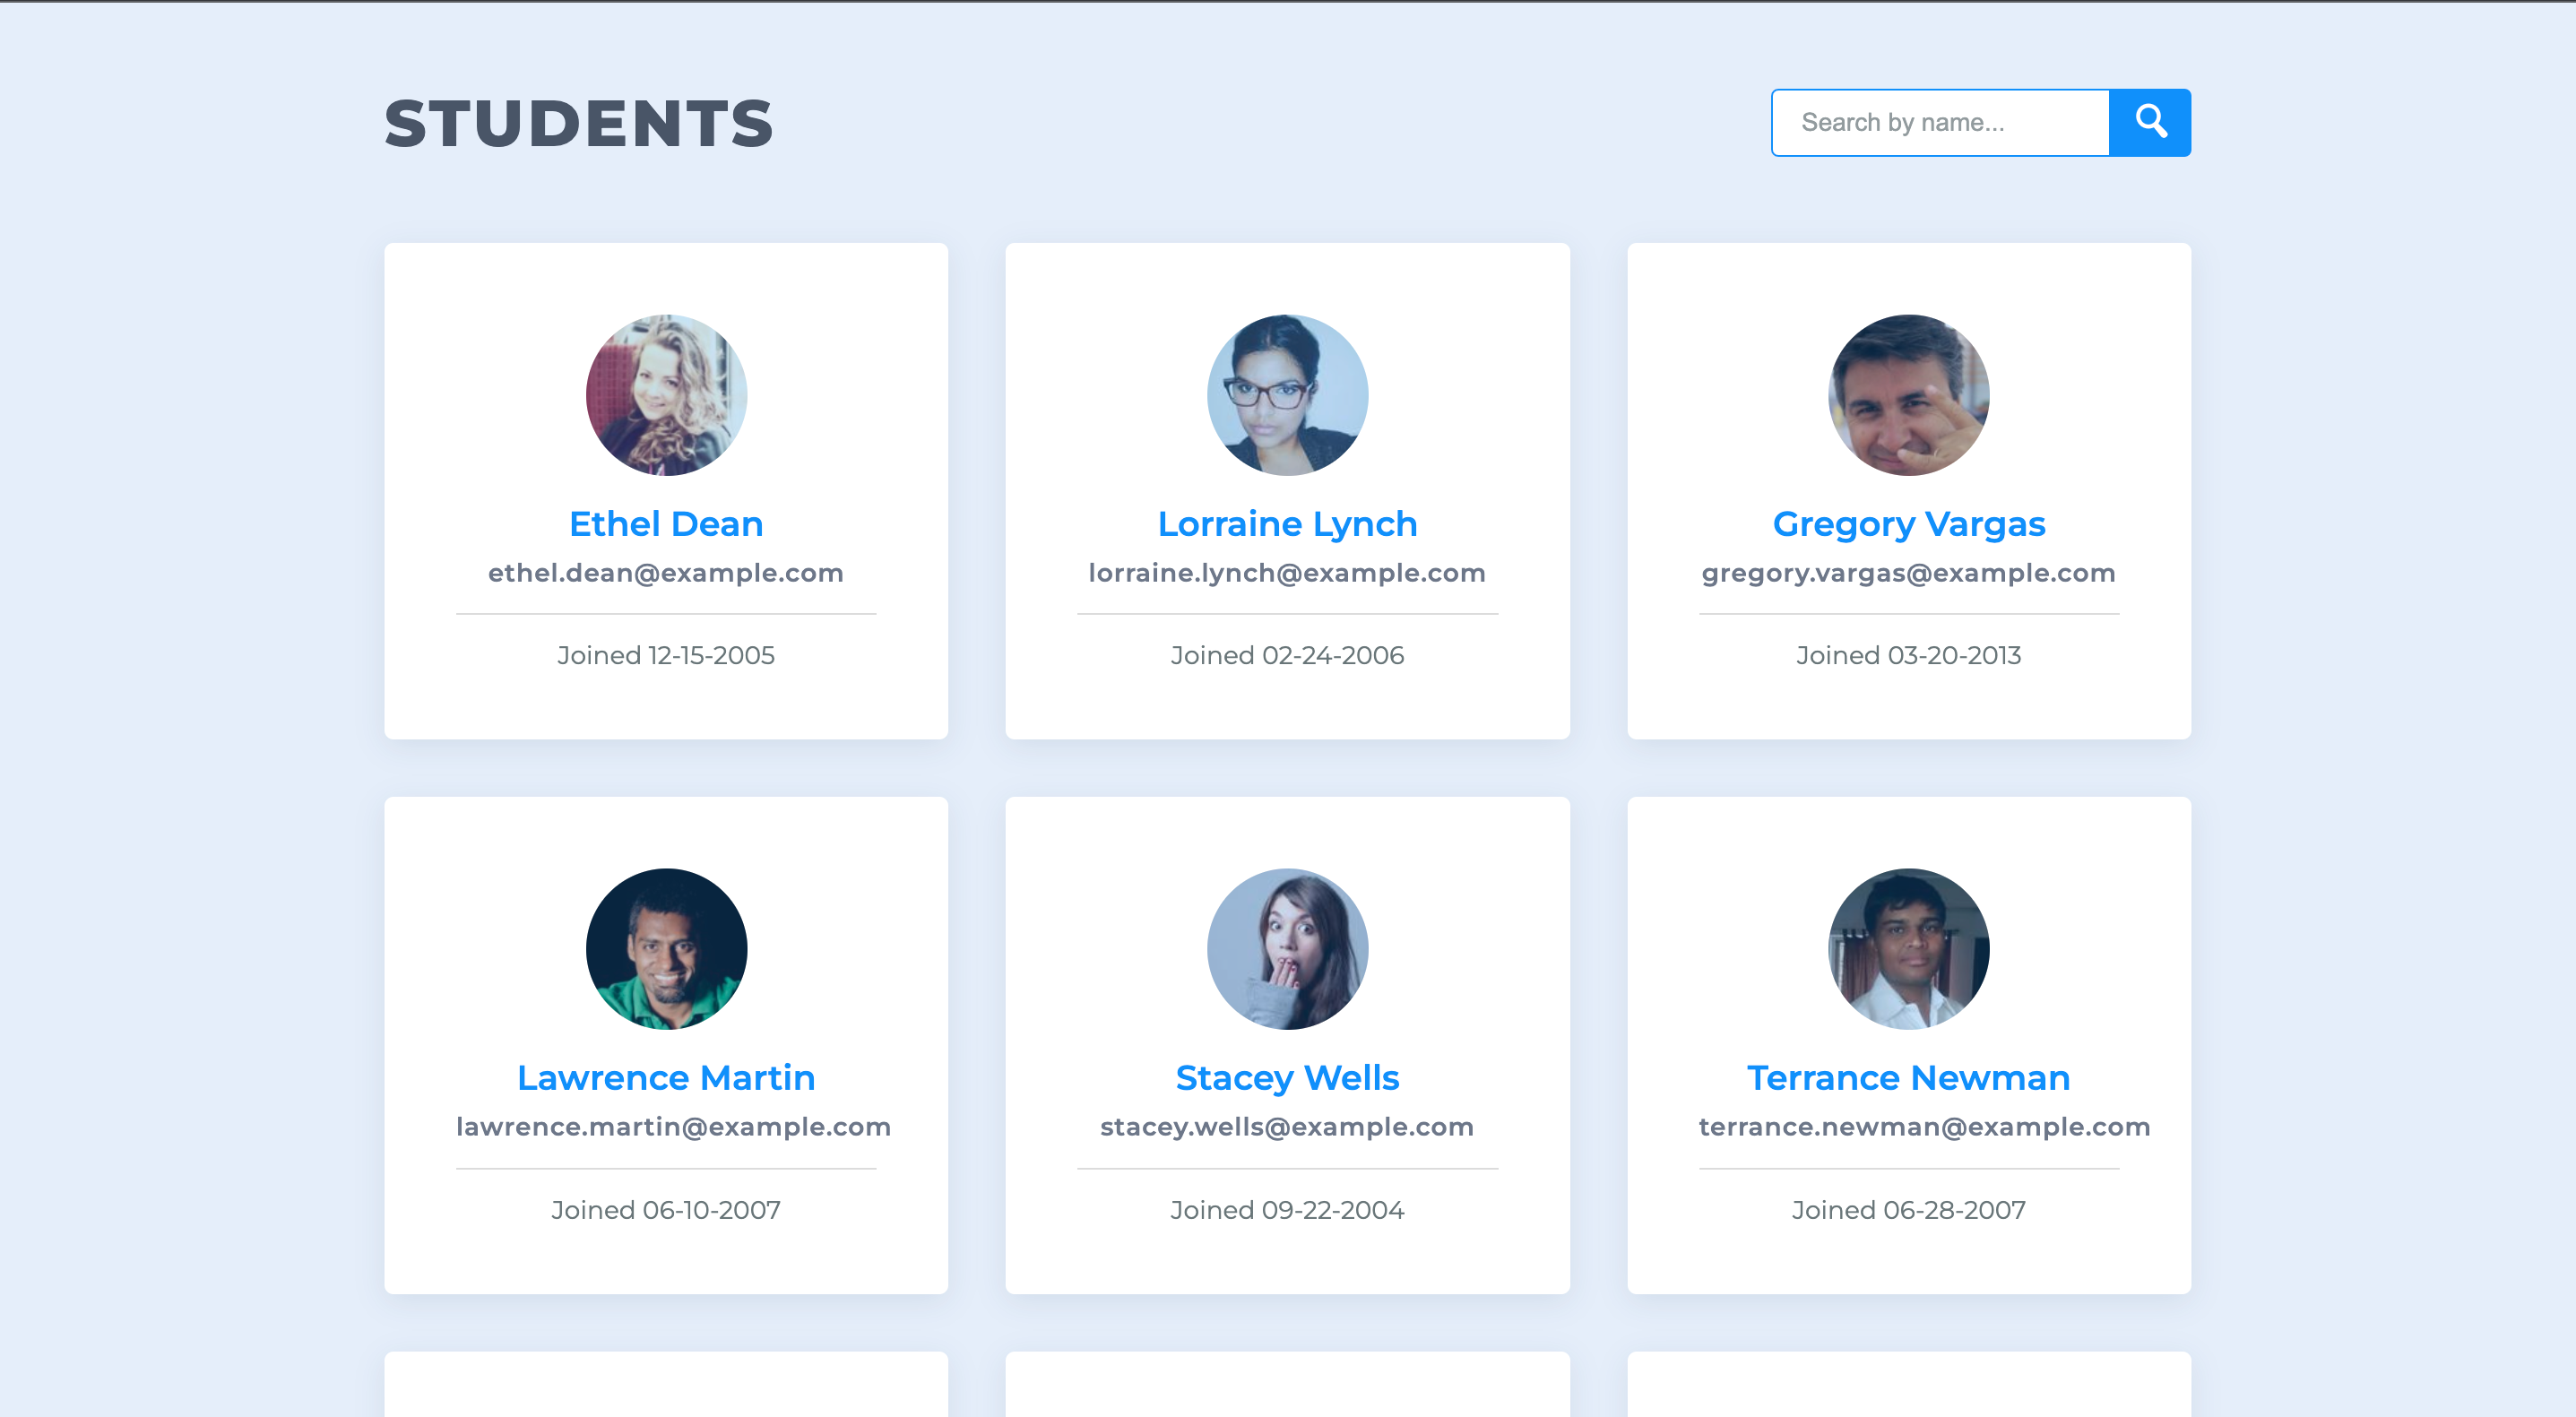 STUDENTS
Search by name...
Ethel Dean
ethel.dean@example.com
Joined 12-15-2005
Lorraine Lynch
lorraine.lynch@example.com
Joined 02-24-2006
Gregory Vargas
gregory.vargas@example.com
Joined 03-20-2013
Lawrence Martin
lawrence.martin@example.com
Joined 06-10-2007
Stacey Wells
stacey.wells@example.com
Joined 09-22-2004
Terrance Newman
terrance.newman@example.com
Joined 06-28-2007